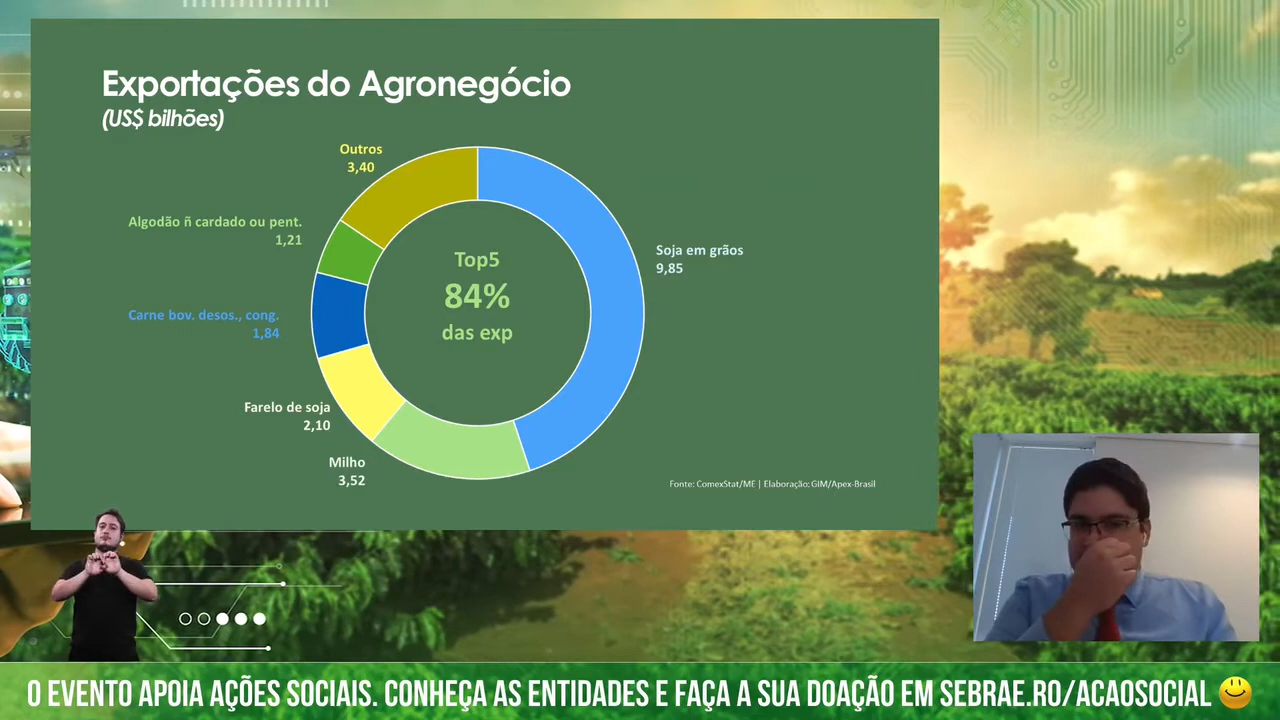 Exportações do Agronegócio
(US$ bilhões)
Outros
3,40
Algodão ñ cardado ou pent.
1,21
Soja em grãos
9,85
Top5
84%
das exp
Carne bov. desos., cong.
1,84
Farelo de soja
2,10
Milho
3,52
Fonte: ComexStat/ME | Elaboração: GIM/Apex-Brasil
O EVENTO APOIA AÇÕES SOCIAIS. CONHEÇA AS ENTIDADES E FAÇA A SUA DOAÇÃO EM SEBRAE.RO/ACAOSOCIAL